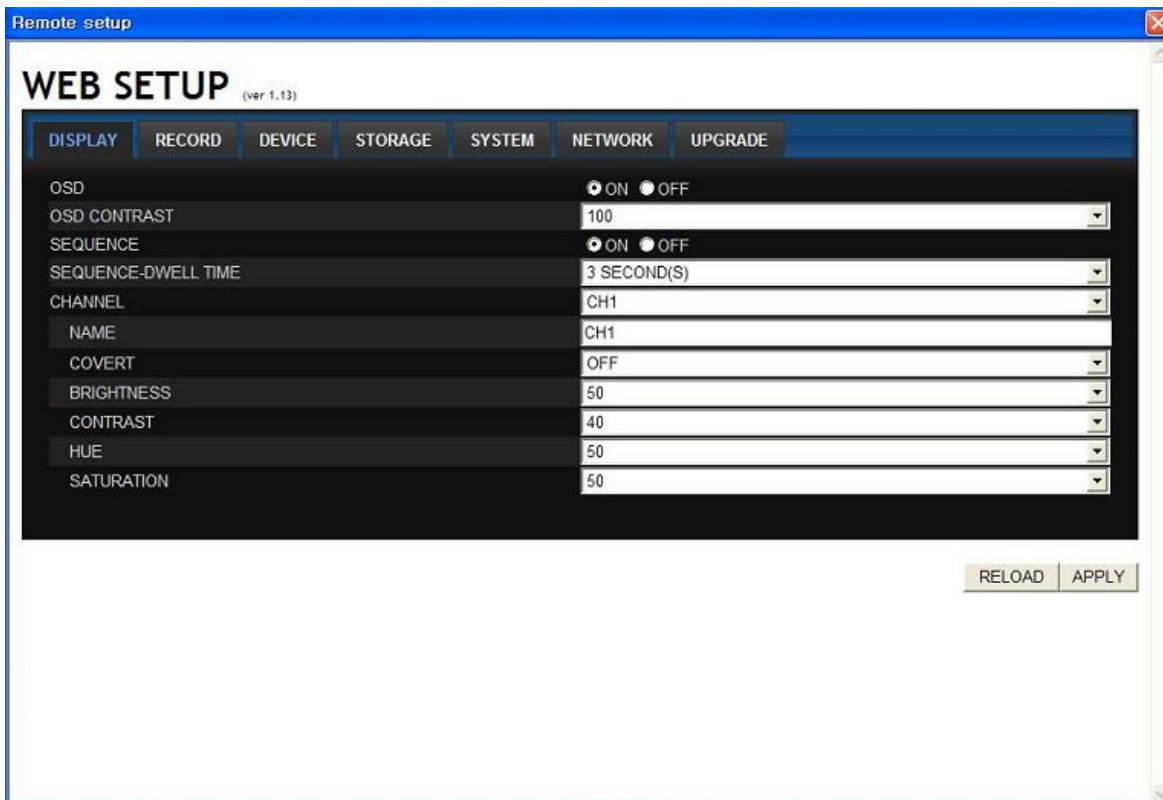 Remote setup
WEB SETUP (ver 1.13)
DISPLAY RECORD DEVICE STORAGE SYSTEM NETWORK UPGRADE
OSD ON OFF
OSD CONTRAST 100
SEQUENCE ON OFF
SEQUENCE-DWELL TIME 3 SECOND(S)
CHANNEL CH1
NAME CH1
COVERT OFF
BRIGHTNESS 50
CONTRAST 40
HUE 50
SATURATION 50
RELOAD APPLY